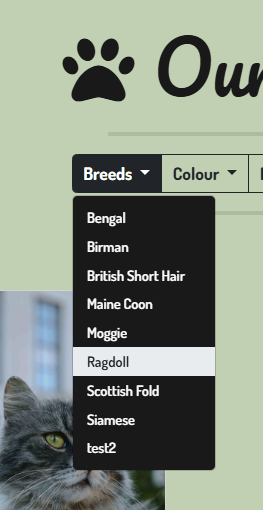 Our
Breeds Colour
Bengal
Birman
British Short Hair
Maine Coon
Moggie
Ragdoll
Scottish Fold
Siamese
test2